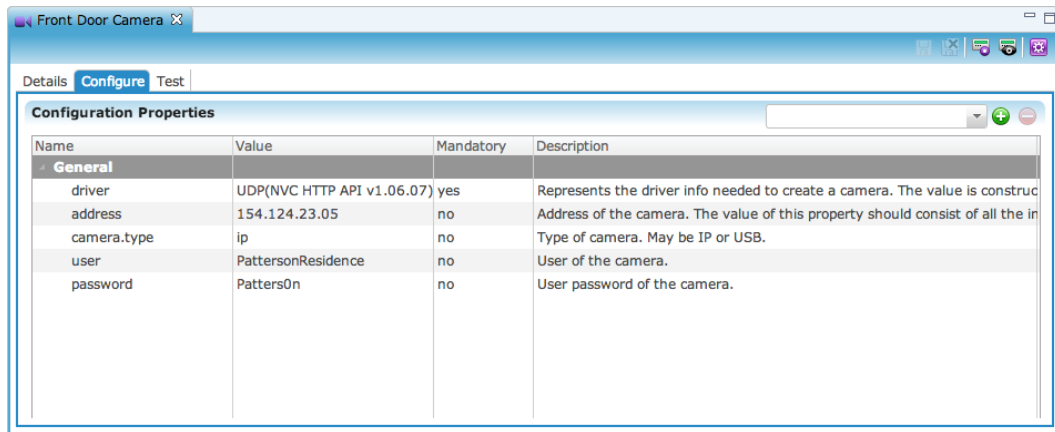 Front Door Camera
Details Configure Test
Configuration Properties
Name Value Mandatory Description
General
driver UDP(NVC HTTP API v1.06.07) yes Represents the driver info needed to create a camera. The value is construc
address 154.124.23.05 no Address of the camera. The value of this property should consist of all the in
camera.type ip no Type of camera. May be IP or USB.
user PattersonResidence no User of the camera.
password Patters0n no User password of the camera.